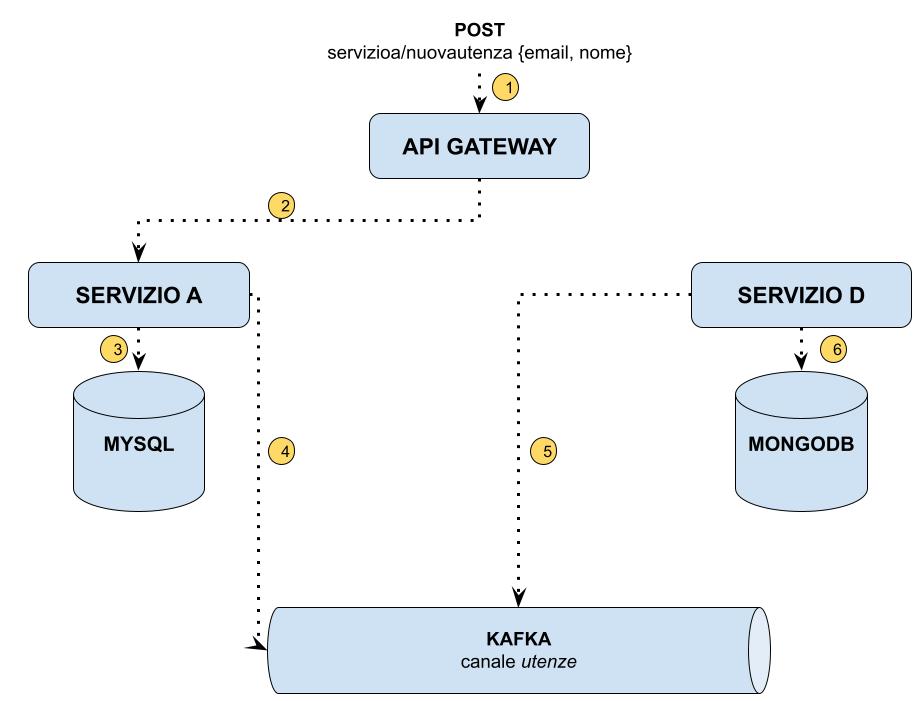 POST
servizioa/nuovautenza {email, nome}
1
API GATEWAY
2
SERVIZIO A
SERVIZIO D
3
6
MYSQL
MONGODB
4
5
KAFKA
canale utenze